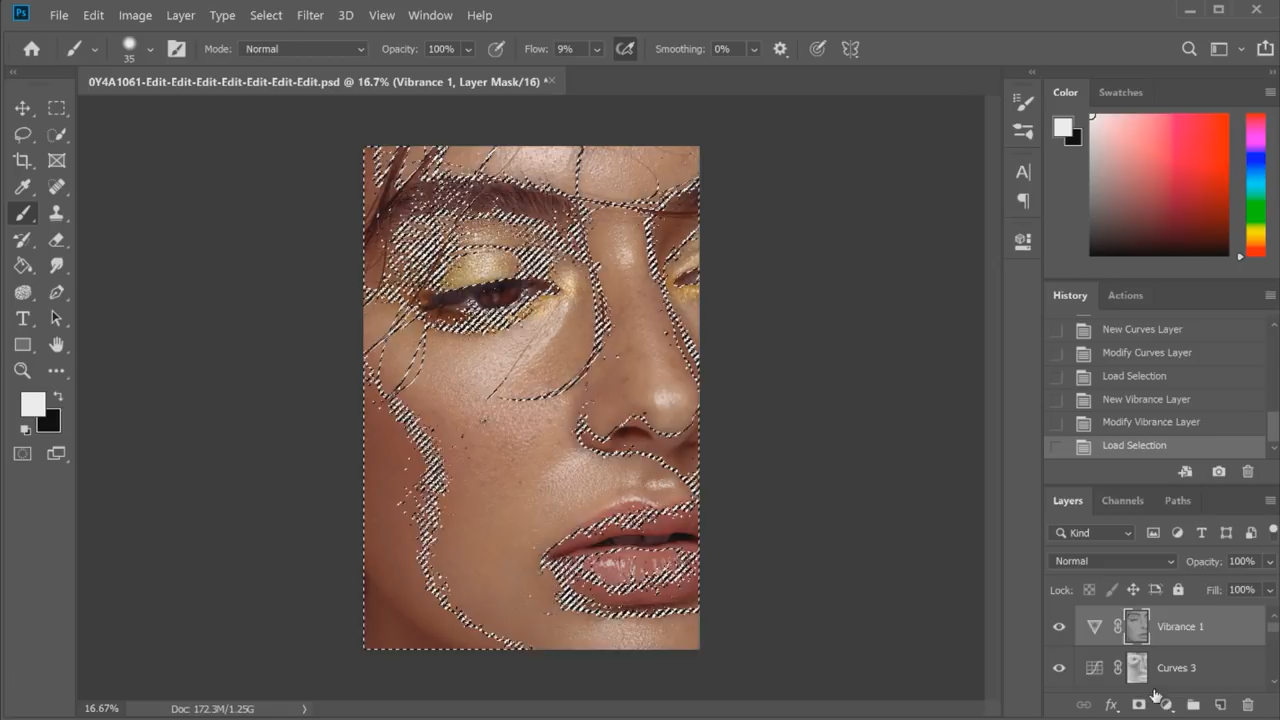 Ps File Edit Image Layer Type Select Filter 3D View Window Help
35 Mode: Normal Opacity: 100% Flow: 9% Smoothing: 0%
0Y4A1061-Edit-Edit-Edit-Edit-Edit-Edit-Edit.psd @ 16.7% (Vibrance 1, Layer Mask/16) *
Color Swatches
History Actions
New Curves Layer
Modify Curves Layer
Load Selection
New Vibrance Layer
Modify Vibrance Layer
Load Selection
Layers Channels Paths
Kind
Normal Opacity: 100%
Lock: Fill: 100%
Vibrance 1
Curves 3
fx
16.67% Doc: 172.3M/1.25G